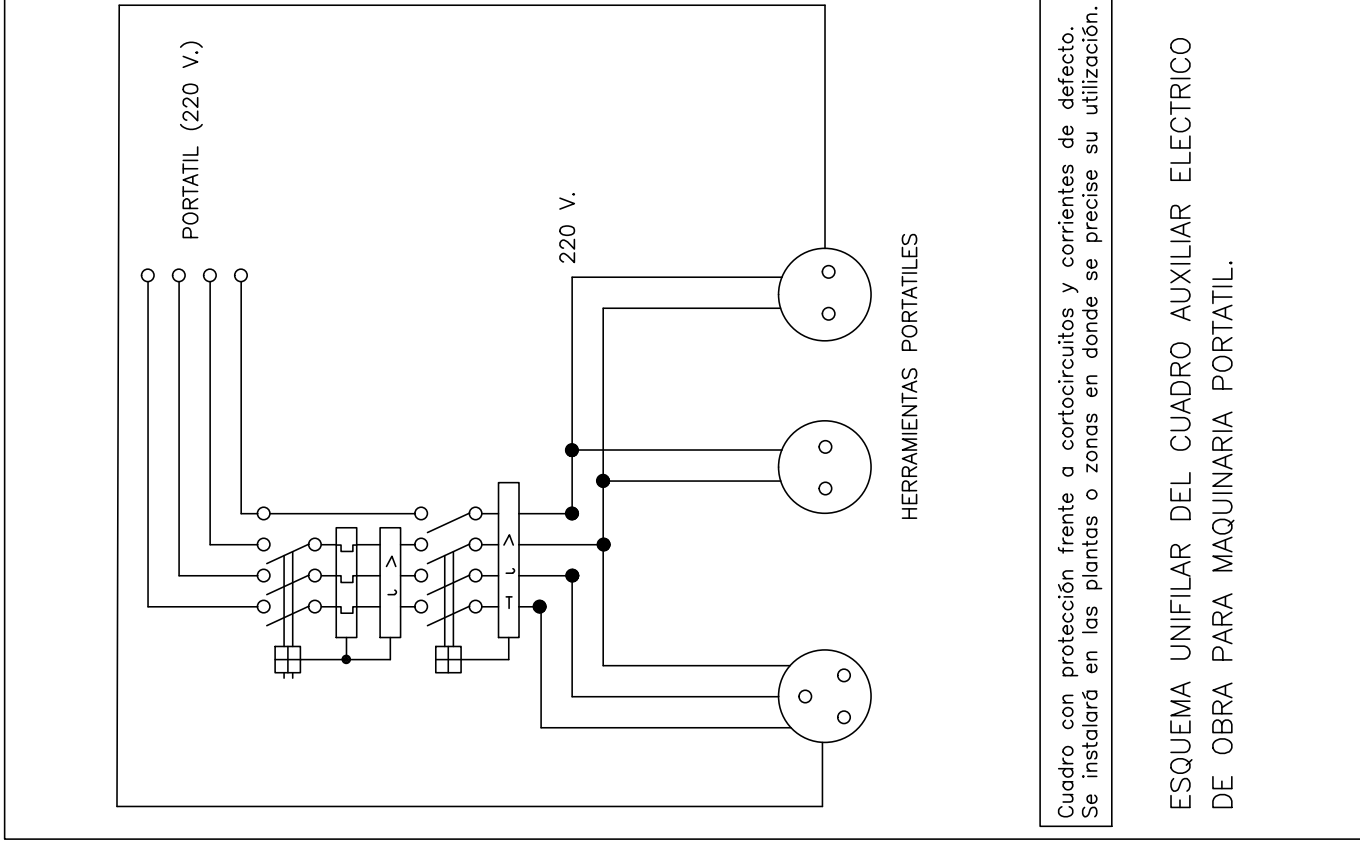 PORTATIL (220 V.)
220 V.
HERRAMIENTAS PORTATILES
Cuadro con protección frente a cortocircuitos y corrientes de defecto.
Se instalará en las plantas o zonas en donde se precise su utilización.
ESQUEMA UNIFILAR DEL CUADRO AUXILIAR ELECTRICO
DE OBRA PARA MAQUINARIA PORTATIL.